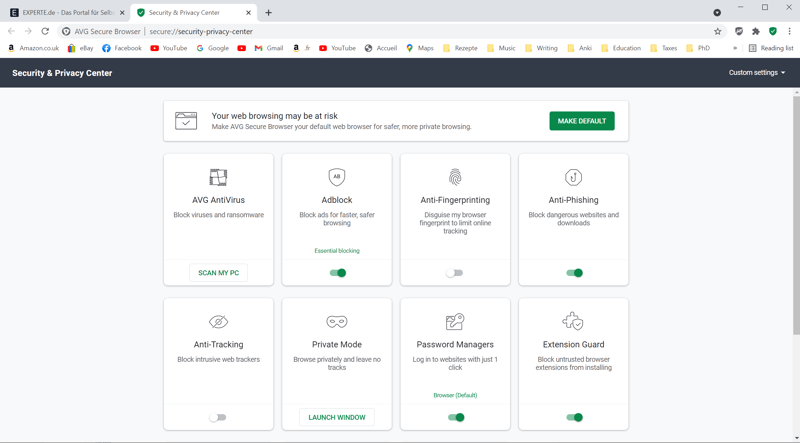 EXPERTE.de - Das Portal für Selb
Security & Privacy Center
AVG Secure Browser
secure://security-privacy-center
Amazon.co.uk
eBay
Facebook
YouTube
Google
YouTube
Gmail
.fr
YouTube
Accueil
Maps
Rezepte
Music
Writing
Anki
Education
Taxes
PhD
»
Reading list
Security & Privacy Center
Custom settings
Your web browsing may be at risk
Make AVG Secure Browser your default web browser for safer, more private browsing.
MAKE DEFAULT
AVG AntiVirus
Block viruses and ransomware
SCAN MY PC
AB
Adblock
Block ads for faster, safer
browsing
Essential blocking
Anti-Fingerprinting
Disguise my browser
fingerprint to limit online
tracking
Anti-Phishing
Block dangerous websites and
downloads
Anti-Tracking
Block intrusive web trackers
Private Mode
Browse privately and leave no
tracks
LAUNCH WINDOW
Password Managers
Log in to websites with just 1
click
Browser (Default)
Extension Guard
Block untrusted browser
extensions from installing